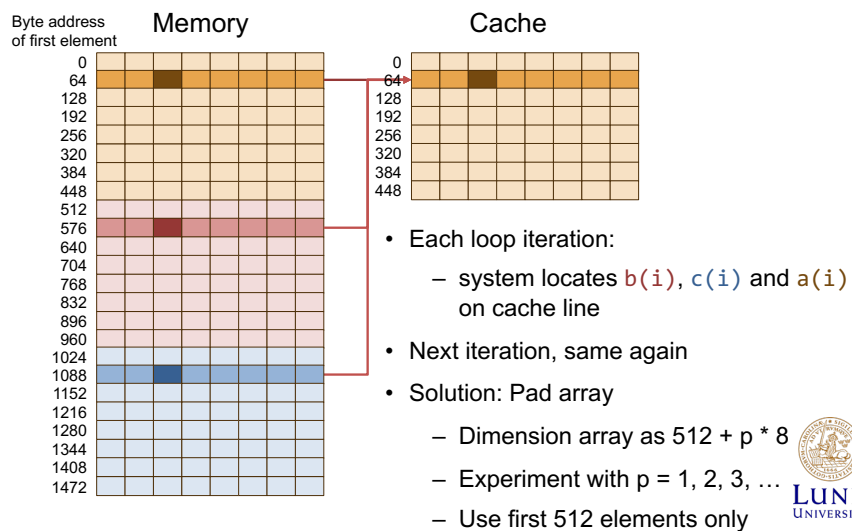 Byte address
of first element
Memory
Cache
0
64
128
192
256
320
384
448
512
576
640
704
768
832
896
960
1024
1088
1152
1216
1280
1344
1408
1472
0
64
128
192
256
320
384
448
• Each loop iteration:
– system locates b(i), c(i) and a(i)
on cache line
• Next iteration, same again
• Solution: Pad array
– Dimension array as 512 + p * 8
– Experiment with p = 1, 2, 3, …
– Use first 512 elements only